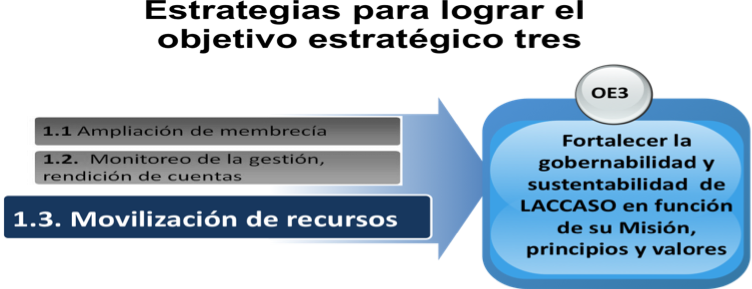 Estrategias para lograr el
objetivo estratégico tres
OE3
1.1 Ampliación de membrecía
1.2. Monitoreo de la gestión,
rendición de cuentas
1.3. Movilización de recursos
Fortalecer la
gobernabilidad y
sustentabilidad de
LACCASO en función
de su Misión,
principios y valores